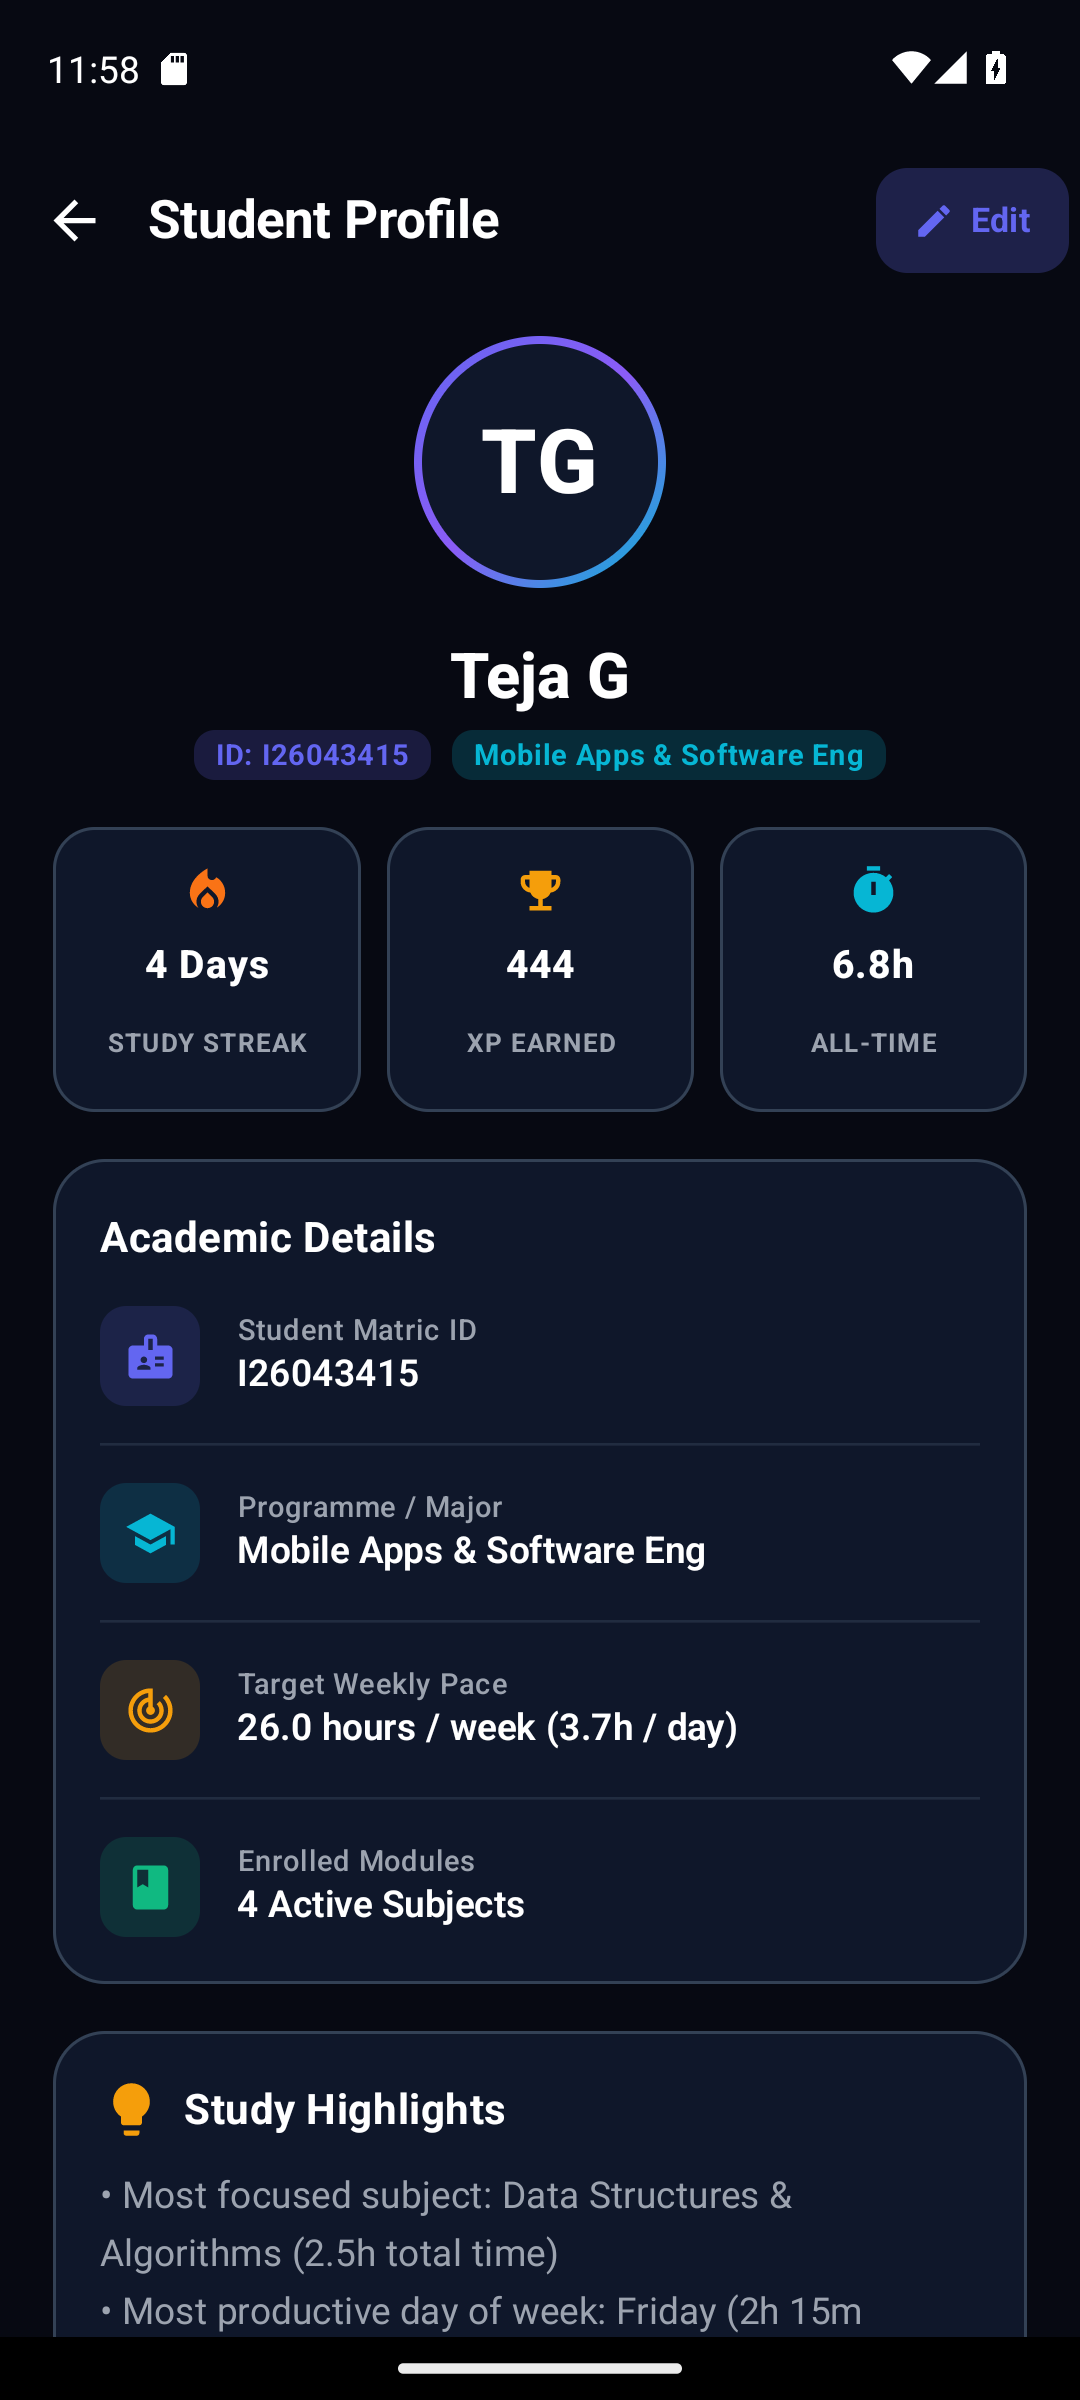 11:58
Student Profile
Edit
TG
Teja G
ID: I26043415
Mobile Apps & Software Eng
4 Days
STUDY STREAK
444
XP EARNED
6.8h
ALL-TIME
Academic Details
Student Matric ID
I26043415
Programme / Major
Mobile Apps & Software Eng
Target Weekly Pace
26.0 hours / week (3.7h / day)
Enrolled Modules
4 Active Subjects
Study Highlights
• Most focused subject: Data Structures &
Algorithms (2.5h total time)
• Most productive day of week: Friday (2h 15m